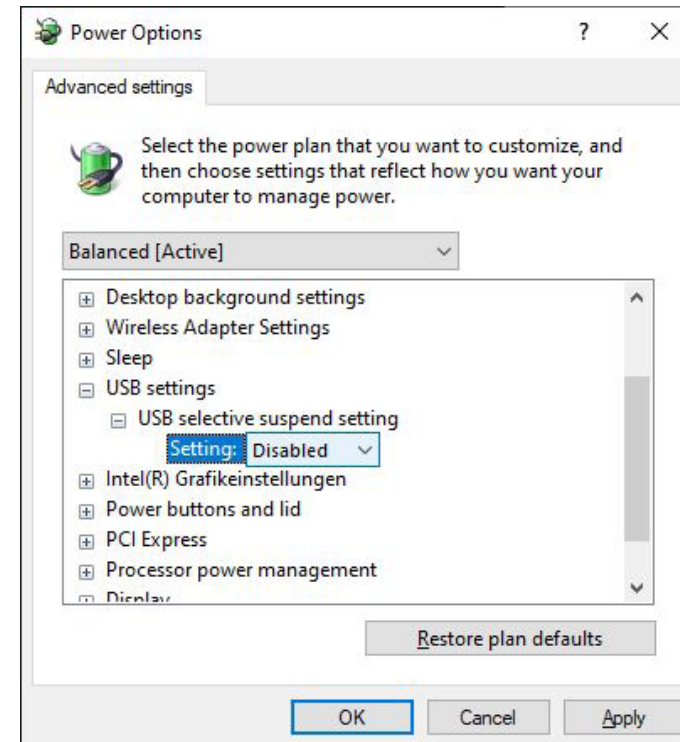 Power Options
?
Advanced settings
Select the power plan that you want to customize, and
then choose settings that reflect how you want your
computer to manage power.
Balanced [Active]
Desktop background settings
Wireless Adapter Settings
Sleep
USB settings
USB selective suspend setting
Setting: Disabled
Intel(R) Grafikeinstellungen
Power buttons and lid
PCI Express
Processor power management
Display
Restore plan defaults
OK Cancel Apply